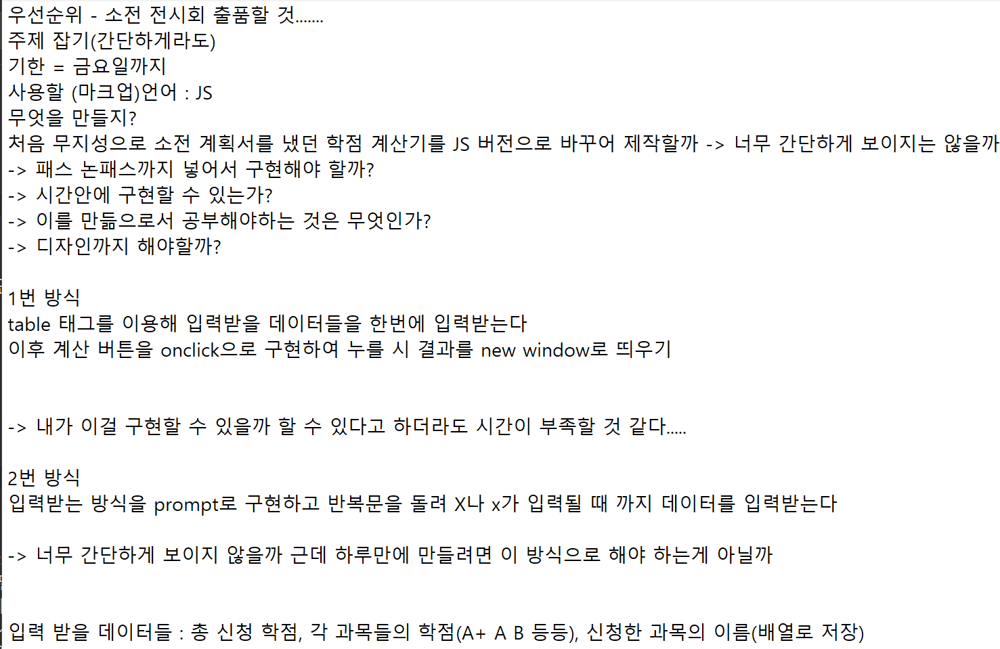 우선순위 - 소전 전시회 출품할 것.......
주제 잡기(간단하게라도)
기한 = 금요일까지
사용할 (마크업)언어 : JS
무엇을 만들지?
처음 무지성으로 소전 계획서를 냈던 학점 계산기를 JS 버전으로 바꾸어 제작할까 -> 너무 간단하게 보이지는 않을까
-> 패스 논패스까지 넣어서 구현해야 할까?
-> 시간안에 구현할 수 있는가?
-> 이를 만듦으로서 공부해야하는 것은 무엇인가?
-> 디자인까지 해야할까?
1번 방식
table 태그를 이용해 입력받을 데이터들을 한번에 입력받는다
이후 계산 버튼을 onclick으로 구현하여 누를 시 결과를 new window로 띄우기
-> 내가 이걸 구현할 수 있을까 할 수 있다고 하더라도 시간이 부족할 것 같다.....
2번 방식
입력받는 방식을 prompt로 구현하고 반복문을 돌려 X나 x가 입력될 때 까지 데이터를 입력받는다
-> 너무 간단하게 보이지 않을까 근데 하루만에 만들려면 이 방식으로 해야 하는게 아닐까
입력 받을 데이터들 : 총 신청 학점, 각 과목들의 학점(A+ A B 등등), 신청한 과목의 이름(배열로 저장)